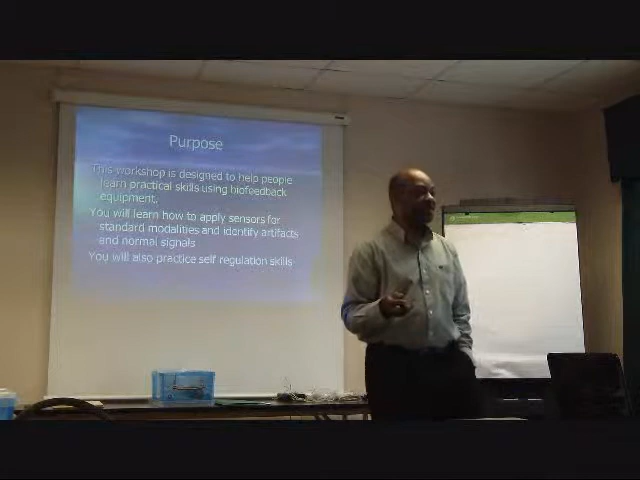 Purpose
This workshop is designed to help people
learn practical skills using biofeedback
equipment.
You will learn how to apply sensors for
standard modalities and identify artifacts
and normal signals
You will also practice self regulation skills